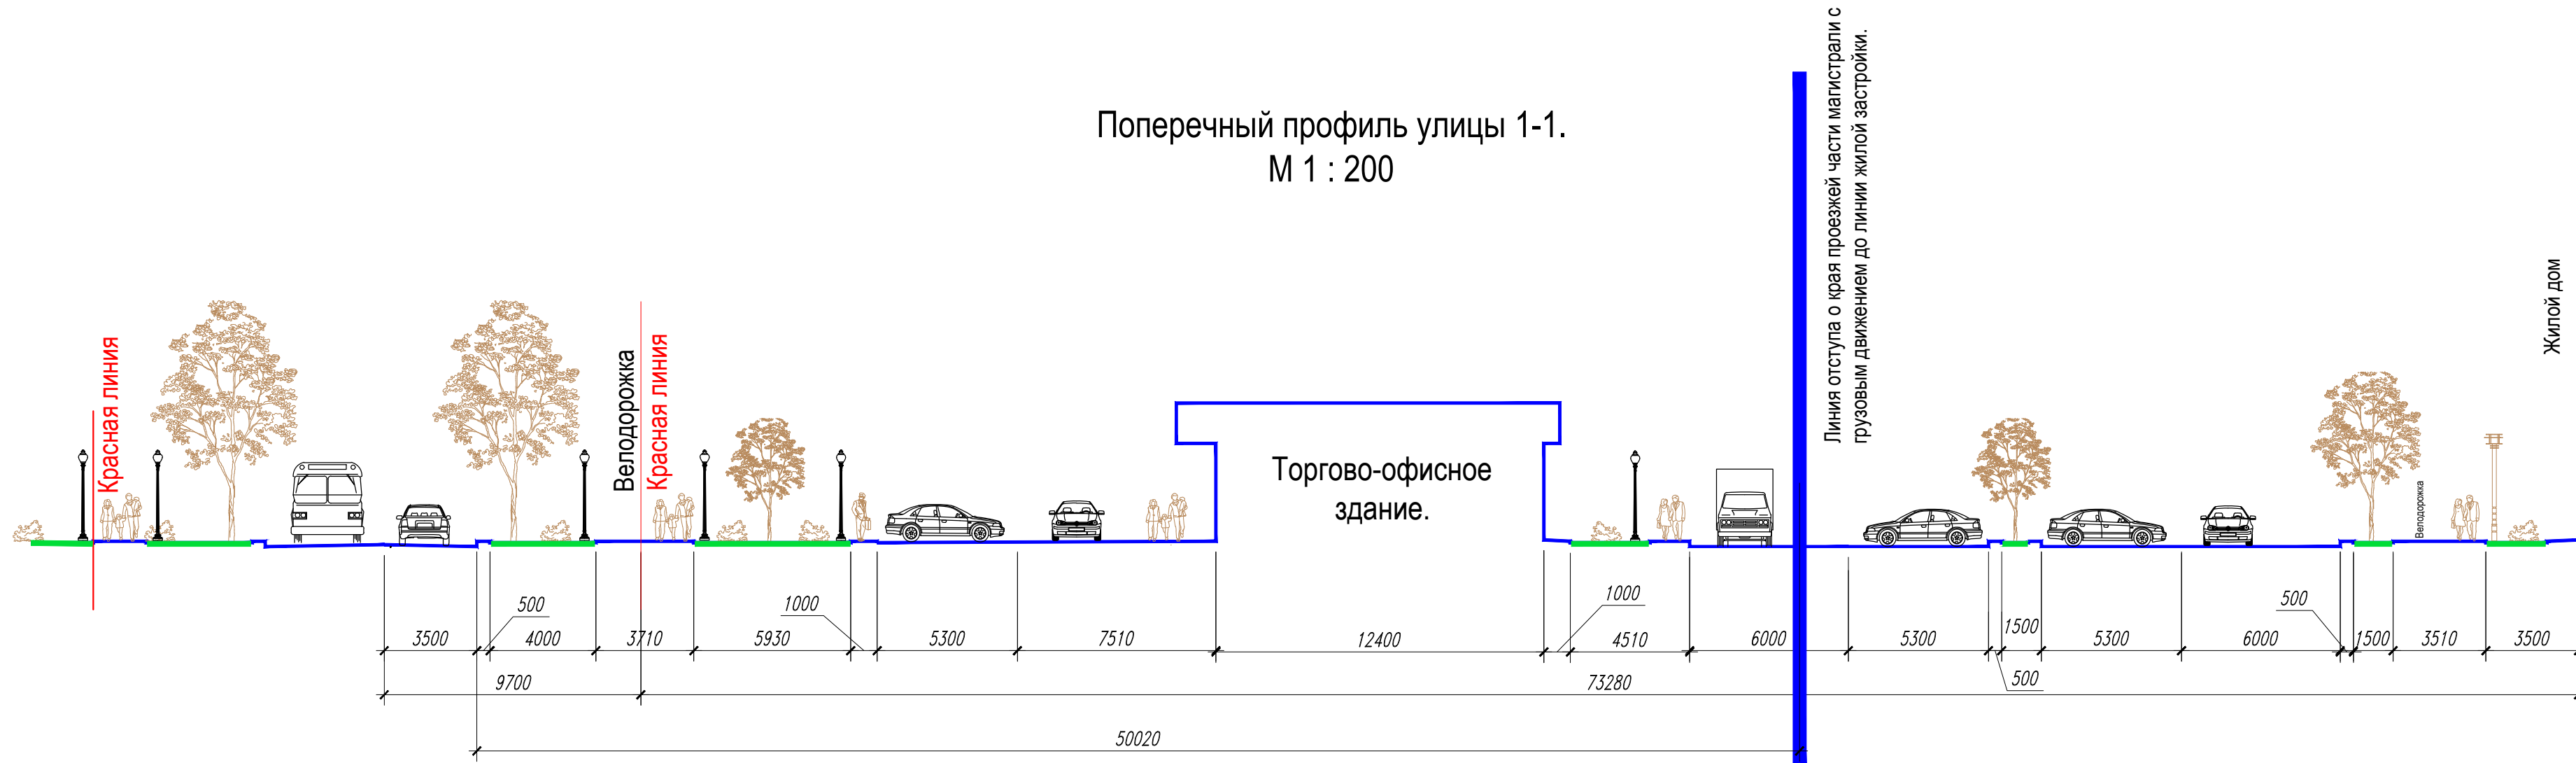 Поперечный профиль улицы 1-1.
М 1 : 200
Линия отступа о края проезжей части магистрали с
грузовым движением до линии жилой застройки.
Жилой дом
Красная линия
Велодорожка
Красная линия
Торгово-офисное
здание.
Велодорожка
500
1000
1000
500
3500
4000
3710
5930
5300
7510
12400
4510
6000
5300
1500
5300
6000
1500
3510
3500
9700
73280
500
50020